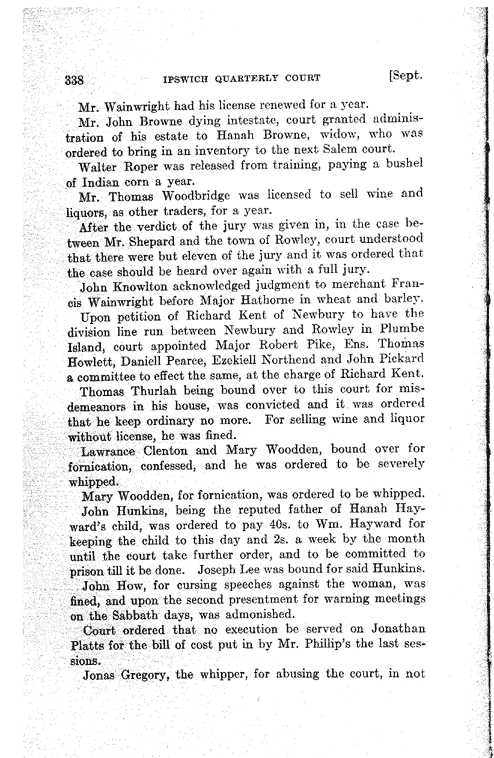 338 IPSWICH QUARTERLY COURT [Sept.
Mr. Wainwright had his license renewed for a year.
Mr. John Browne dying intestate, court granted adminis-
tration of his estate to Hanah Browne, widow, who was
ordered to bring in an inventory to the next Salem court.
Walter Roper was released from training, paying a bushel
of Indian corn a year.
Mr. Thomas Woodbridge was licensed to sell wine and
liquors, as other traders, for a year.
After the verdict of the jury was given in, in the case be-
tween Mr. Shepard and the town of Rowley, court understood
that there were but eleven of the jury and it was ordered that
the case should be heard over again with a full jury.
John Knowlton acknowledged judgment to merchant Fran-
cis Wainwright before Major Hathorne in wheat and barley.
Upon petition of Richard Kent of Newbury to have the
division line run between Newbury and Rowley in Plumbe
Island, court appointed Major Robert Pike, Ens. Thomas
Howlett, Daniell Pearce, Ezekiell Northend and John Pickard
a committee to effect the same, at the charge of Richard Kent.
Thomas Thurlah being bound over to this court for mis-
demeanors in his house, was convicted and it was ordered
that he keep ordinary no more. For selling wine and liquor
without license, he was fined.
Lawrance Clenton and Mary Woodden, bound over for
fornication, confessed, and he was ordered to be severely
whipped.
Mary Woodden, for fornication, was ordered to be whipped.
John Hunkins, being the reputed father of Hanah Hay-
ward's child, was ordered to pay 40s. to Wm. Hayward for
keeping the child to this day and 2s. a week by the month
until the court take further order, and to be committed to
prison till it be done. Joseph Lee was bound for said Hunkins.
John How, for cursing speeches against the woman, was
fined, and upon the second presentment for warning meetings
on the Sabbath days, was admonished.
Court ordered that no execution be served on Jonathan
Platts for the bill of cost put in by Mr. Phillip's the last ses-
sions.
Jonas Gregory, the whipper, for abusing the court, in not